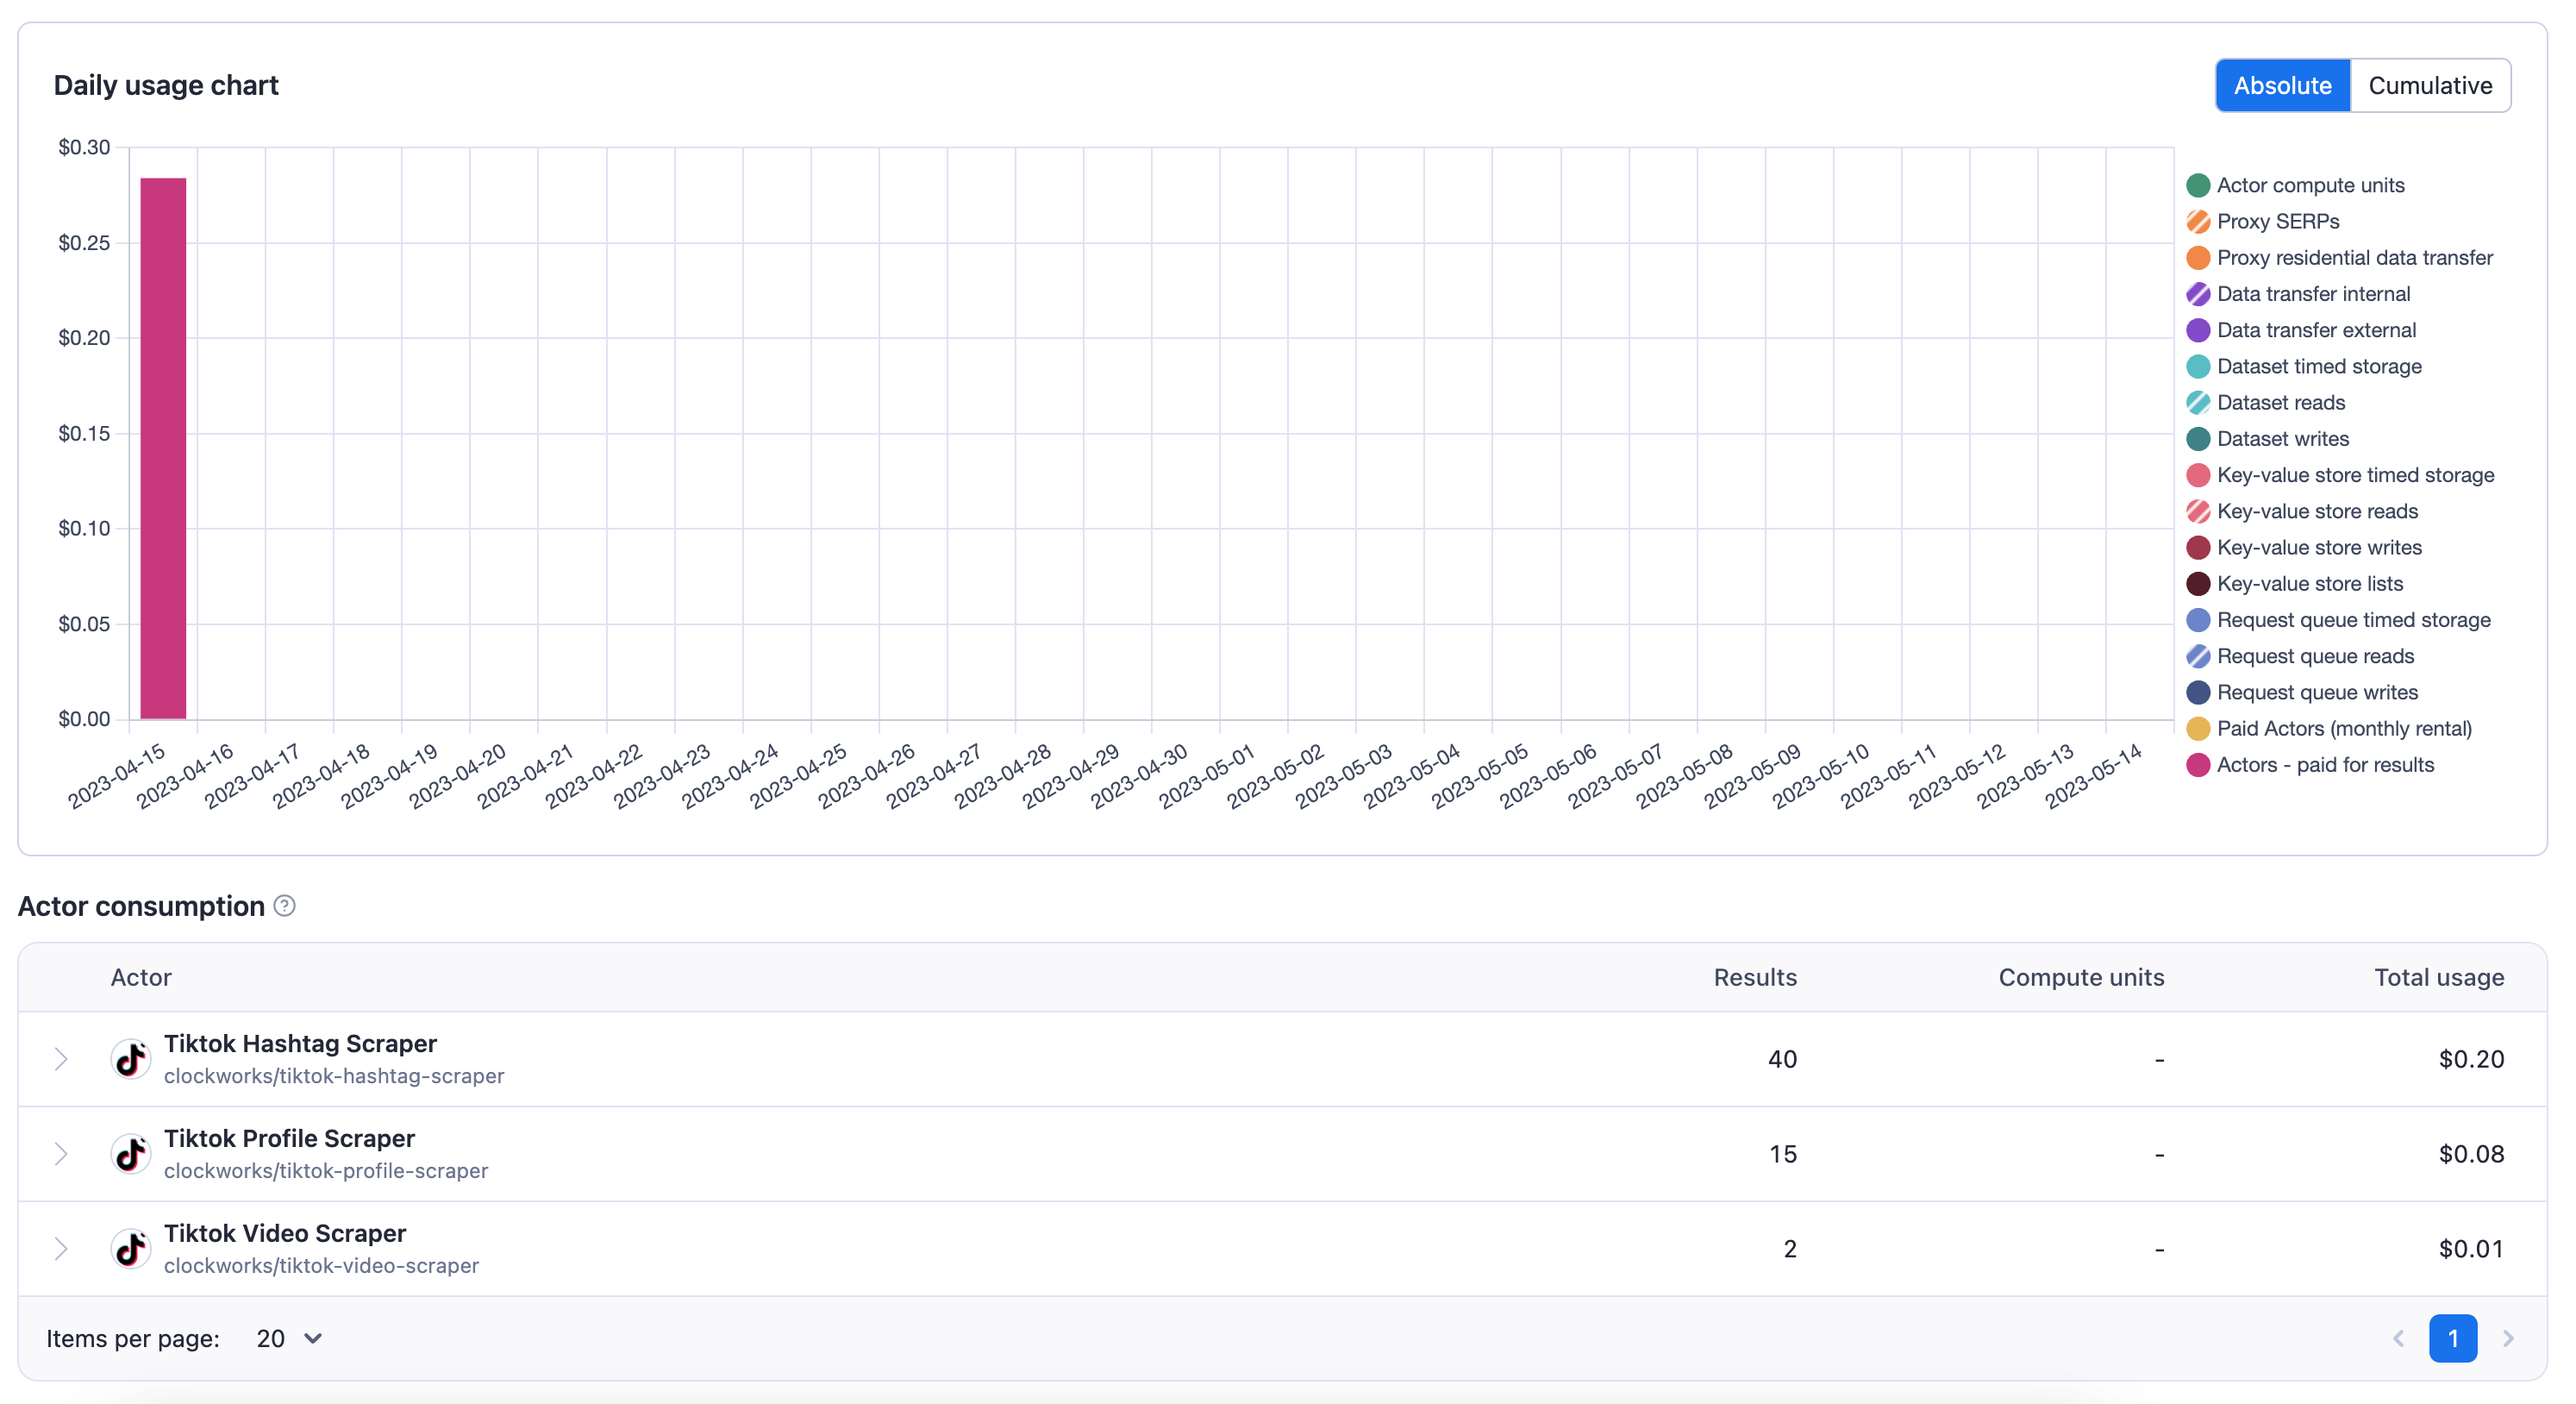 Daily usage chart
Absolute
Cumulative
$0.30
$0.25
$0.20
$0.15
$0.10
$0.05
$0.00
2023-04-15
2023-04-16
2023-04-17
2023-04-18
2023-04-19
2023-04-20
2023-04-21
2023-04-22
2023-04-23
2023-04-24
2023-04-25
2023-04-26
2023-04-27
2023-04-28
2023-04-29
2023-04-30
2023-05-01
2023-05-02
2023-05-03
2023-05-04
2023-05-05
2023-05-06
2023-05-07
2023-05-08
2023-05-09
2023-05-10
2023-05-11
2023-05-12
2023-05-13
2023-05-14
Actor compute units
Proxy SERPs
Proxy residential data transfer
Data transfer internal
Data transfer external
Dataset timed storage
Dataset reads
Dataset writes
Key-value store timed storage
Key-value store reads
Key-value store writes
Key-value store lists
Request queue timed storage
Request queue reads
Request queue writes
Paid Actors (monthly rental)
Actors - paid for results
Actor consumption ?
Actor Results Compute units Total usage
Tiktok Hashtag Scraper
clockworks/tiktok-hashtag-scraper
40 - $0.20
Tiktok Profile Scraper
clockworks/tiktok-profile-scraper
15 - $0.08
Tiktok Video Scraper
clockworks/tiktok-video-scraper
2 - $0.01
Items per page: 20
1